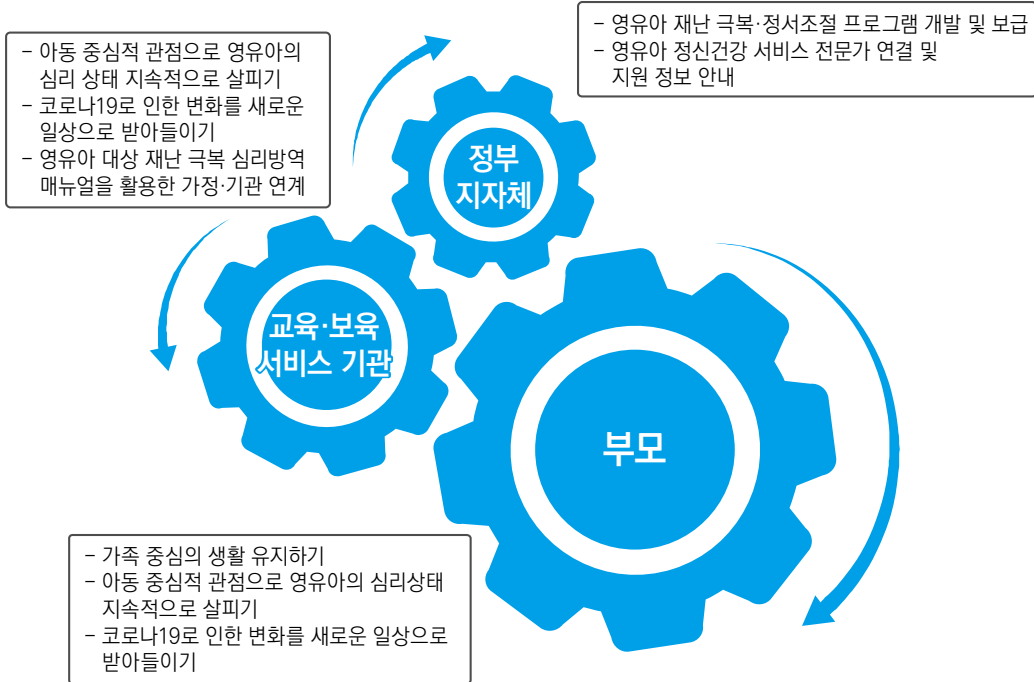 - 아동 중심적 관점으로 영유아의
심리 상태 지속적으로 살피기
- 코로나19로 인한 변화를 새로운
일상으로 받아들이기
- 영유아 대상 재난 극복 심리방역
매뉴얼을 활용한 가정·기관 연계
- 영유아 재난 극복·정서조절 프로그램 개발 및 보급
- 영유아 정신건강 서비스 전문가 연결 및
지원 정보 안내
정부
지자체
교육·보육
서비스 기관
부모
- 가족 중심의 생활 유지하기
- 아동 중심적 관점으로 영유아의 심리상태
지속적으로 살피기
- 코로나19로 인한 변화를 새로운 일상으로
받아들이기